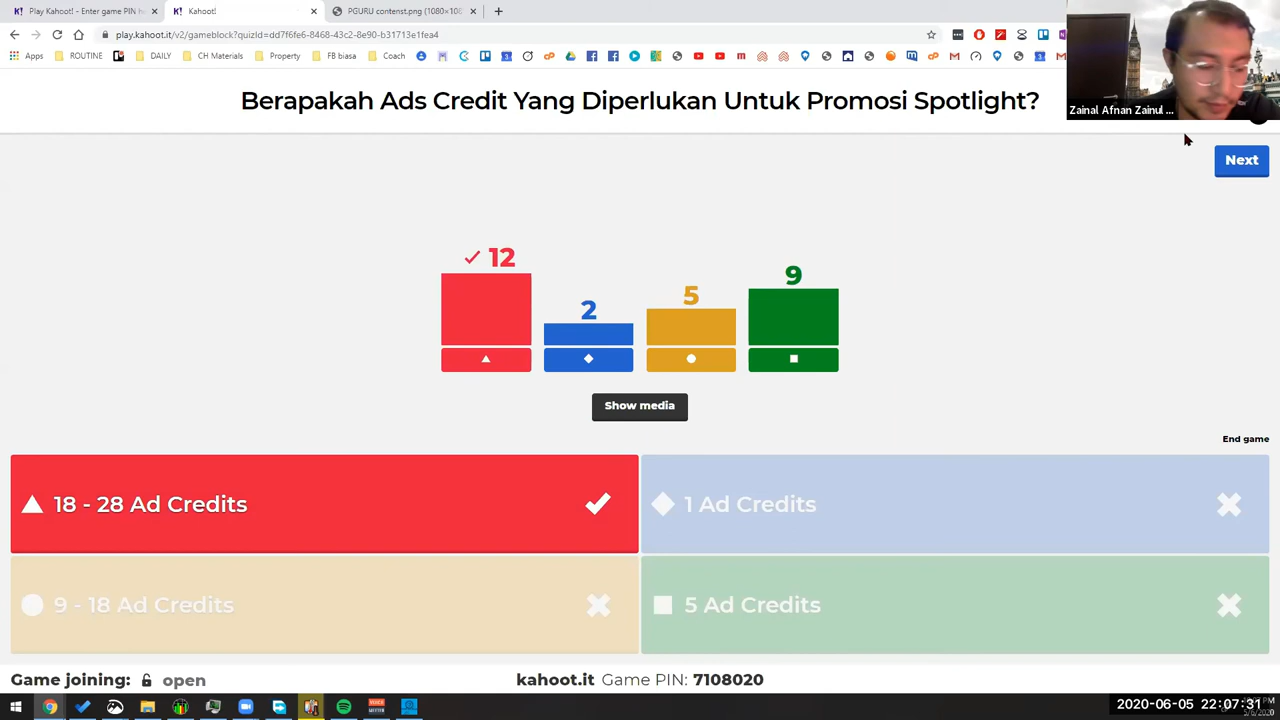 Play Kahoot! - Enter game PIN h
Kahoot!
PGURU contenst.png (1080×108
play.kahoot.it/v2/gameblock?quizId=dd7f6fe6-8468-43c2-8e90-b31713e1fea4
Apps
ROUTINE
DAILY
CH Materials
Property
FB biasa
Coach
Zainal Afnan Zainul ...
Berapakah Ads Credit Yang Diperlukan Untuk Promosi Spotlight?
Next
12
2
5
9
Show media
End game
18 - 28 Ad Credits
1 Ad Credits
9 - 18 Ad Credits
5 Ad Credits
Game joining: open
kahoot.it Game PIN: 7108020
2020-06-05 22:07:31